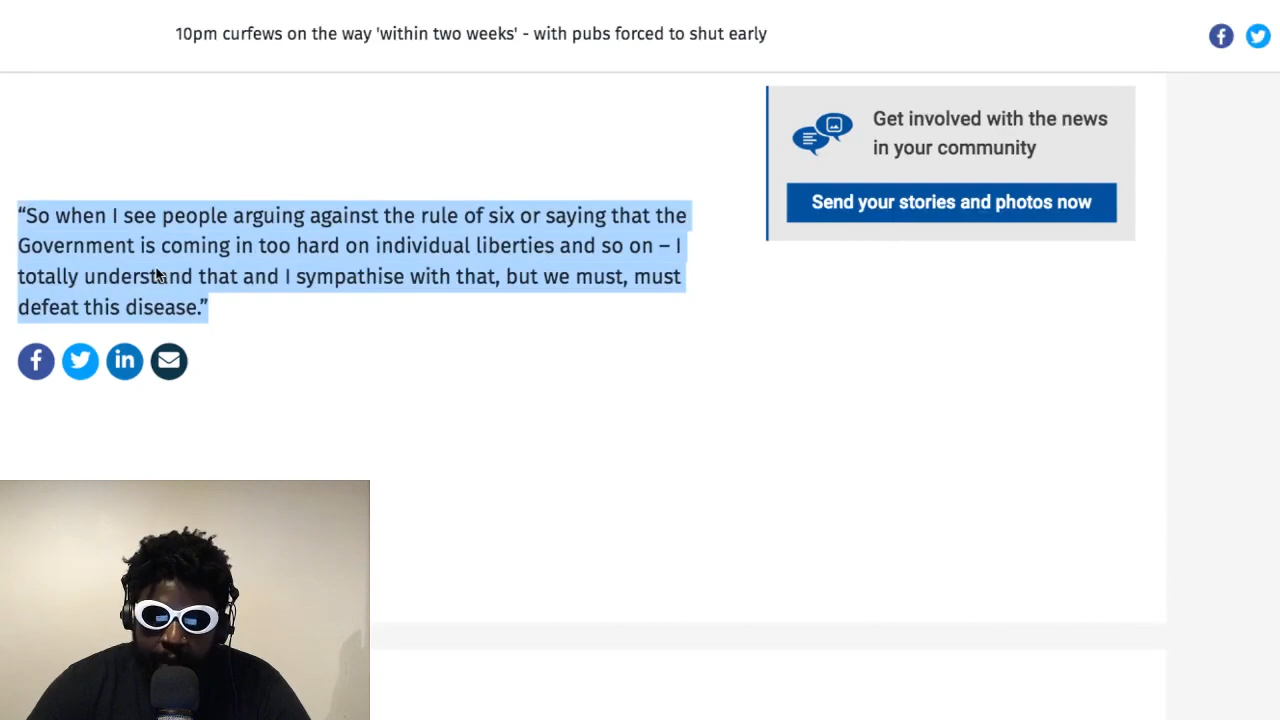 10pm curfews on the way 'within two weeks' - with pubs forced to shut early
Get involved with the news
in your community
Send your stories and photos now
“So when I see people arguing against the rule of six or saying that the
Government is coming in too hard on individual liberties and so on – I
totally understand that and I sympathise with that, but we must, must
defeat this disease.”